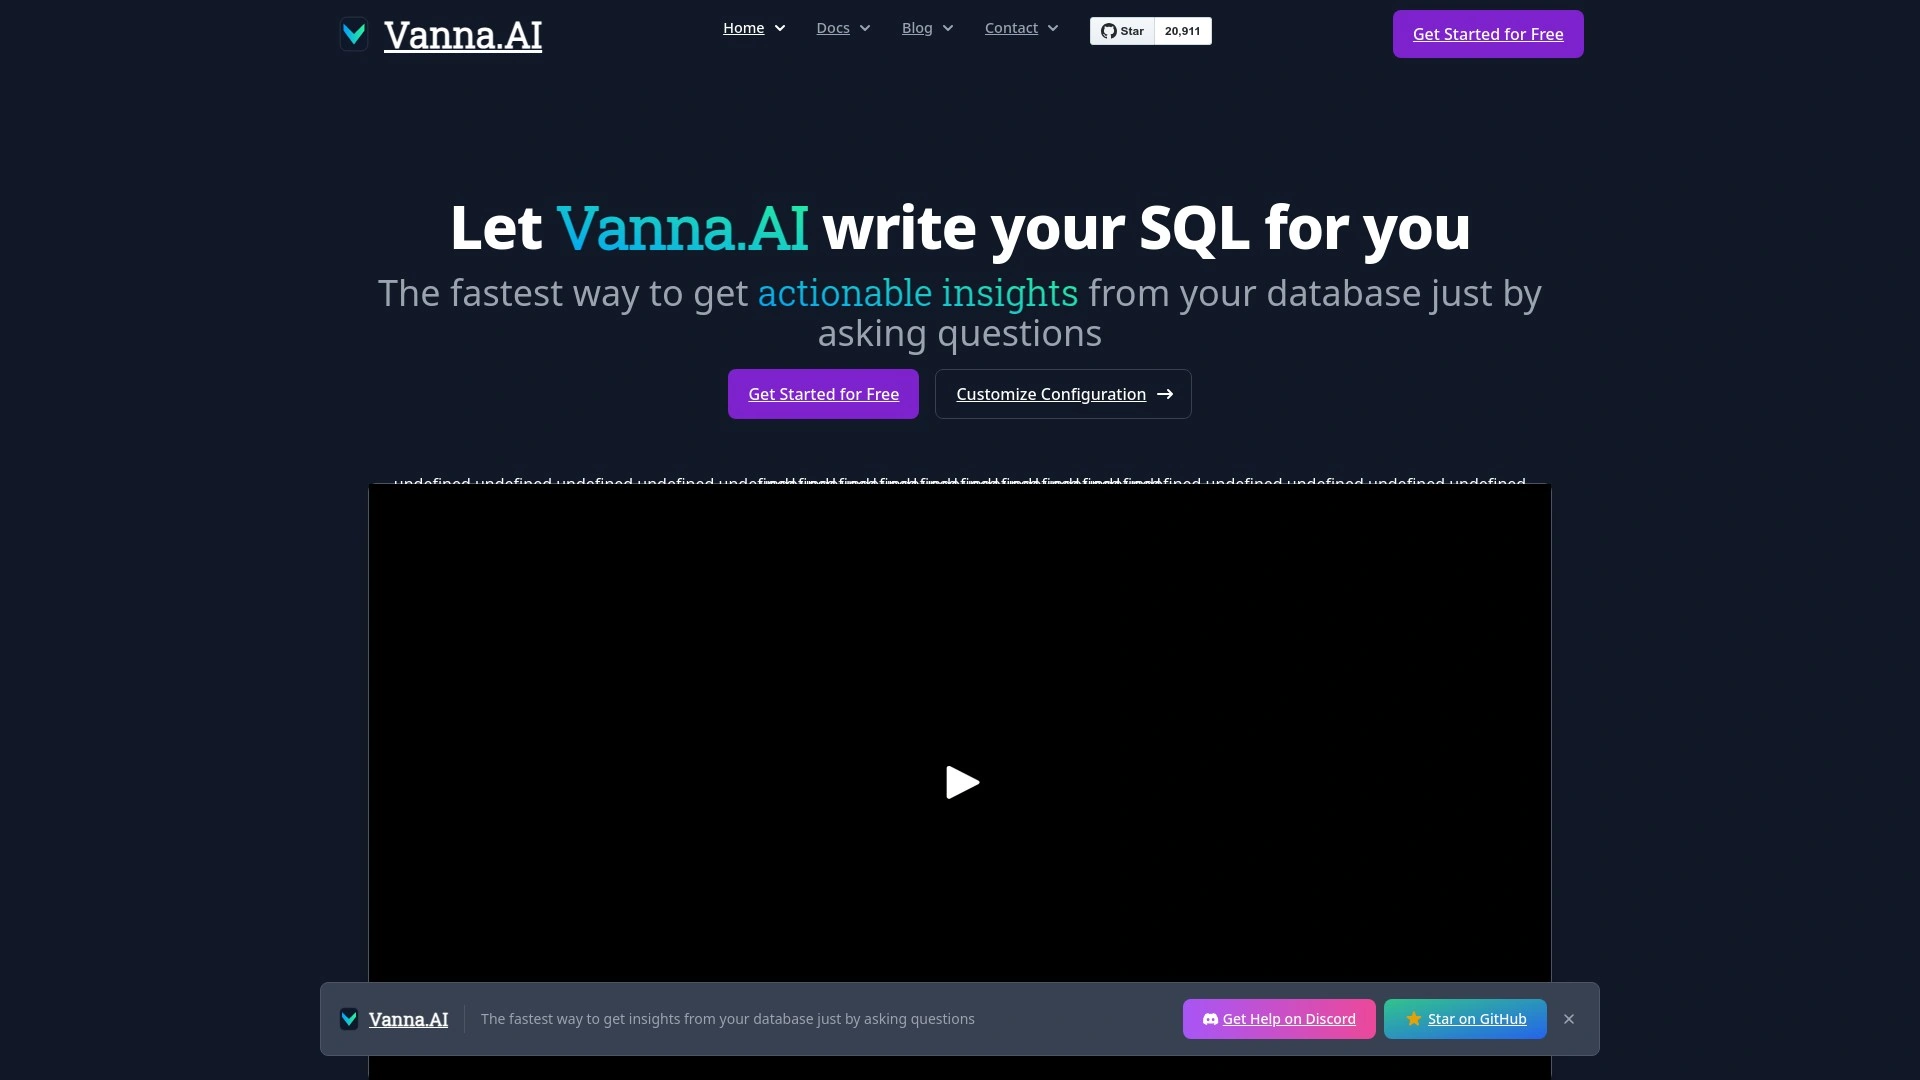 Vanna.AI
Home
Docs
Blog
Contact
Star 20,911
Get Started for Free
Let Vanna.AI write your SQL for you
The fastest way to get actionable insights from your database just by
asking questions
Get Started for Free
Customize Configuration
undefined undefined undefined undefined
undefined undefined undefined undefined
Vanna.AI
The fastest way to get insights from your database just by asking questions
Get Help on Discord
Star on GitHub